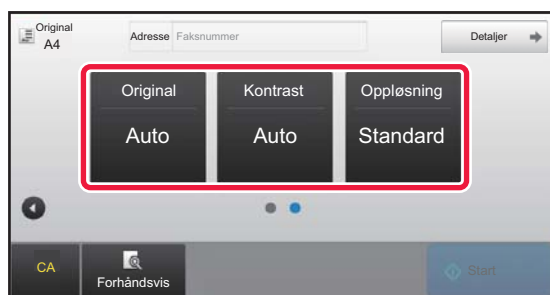 Original
A4
Adresse Faksnummer
Detaljer
Original Kontrast Oppløsning
Auto Auto Standard
CA
Forhåndsvis
Start